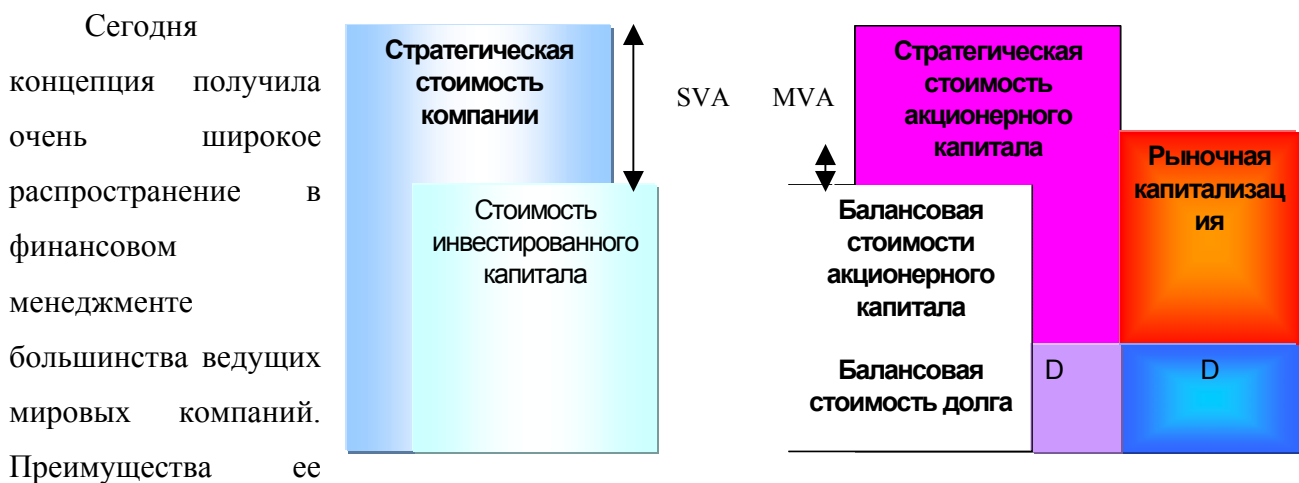 Сегодня
концепция получила
очень широкое
распространение в
финансовом
менеджменте
большинства ведущих
мировых компаний.
Преимущества ее
Стратегическая
стоимость
компании
Стоимость
инвестированного
капитала
SVA
MVA
Стратегическая
стоимость
акционерного
капитала
Рыночная
капитализац
ия
Балансовая
стоимости
акционерного
капитала
Балансовая
стоимость долга
D
D